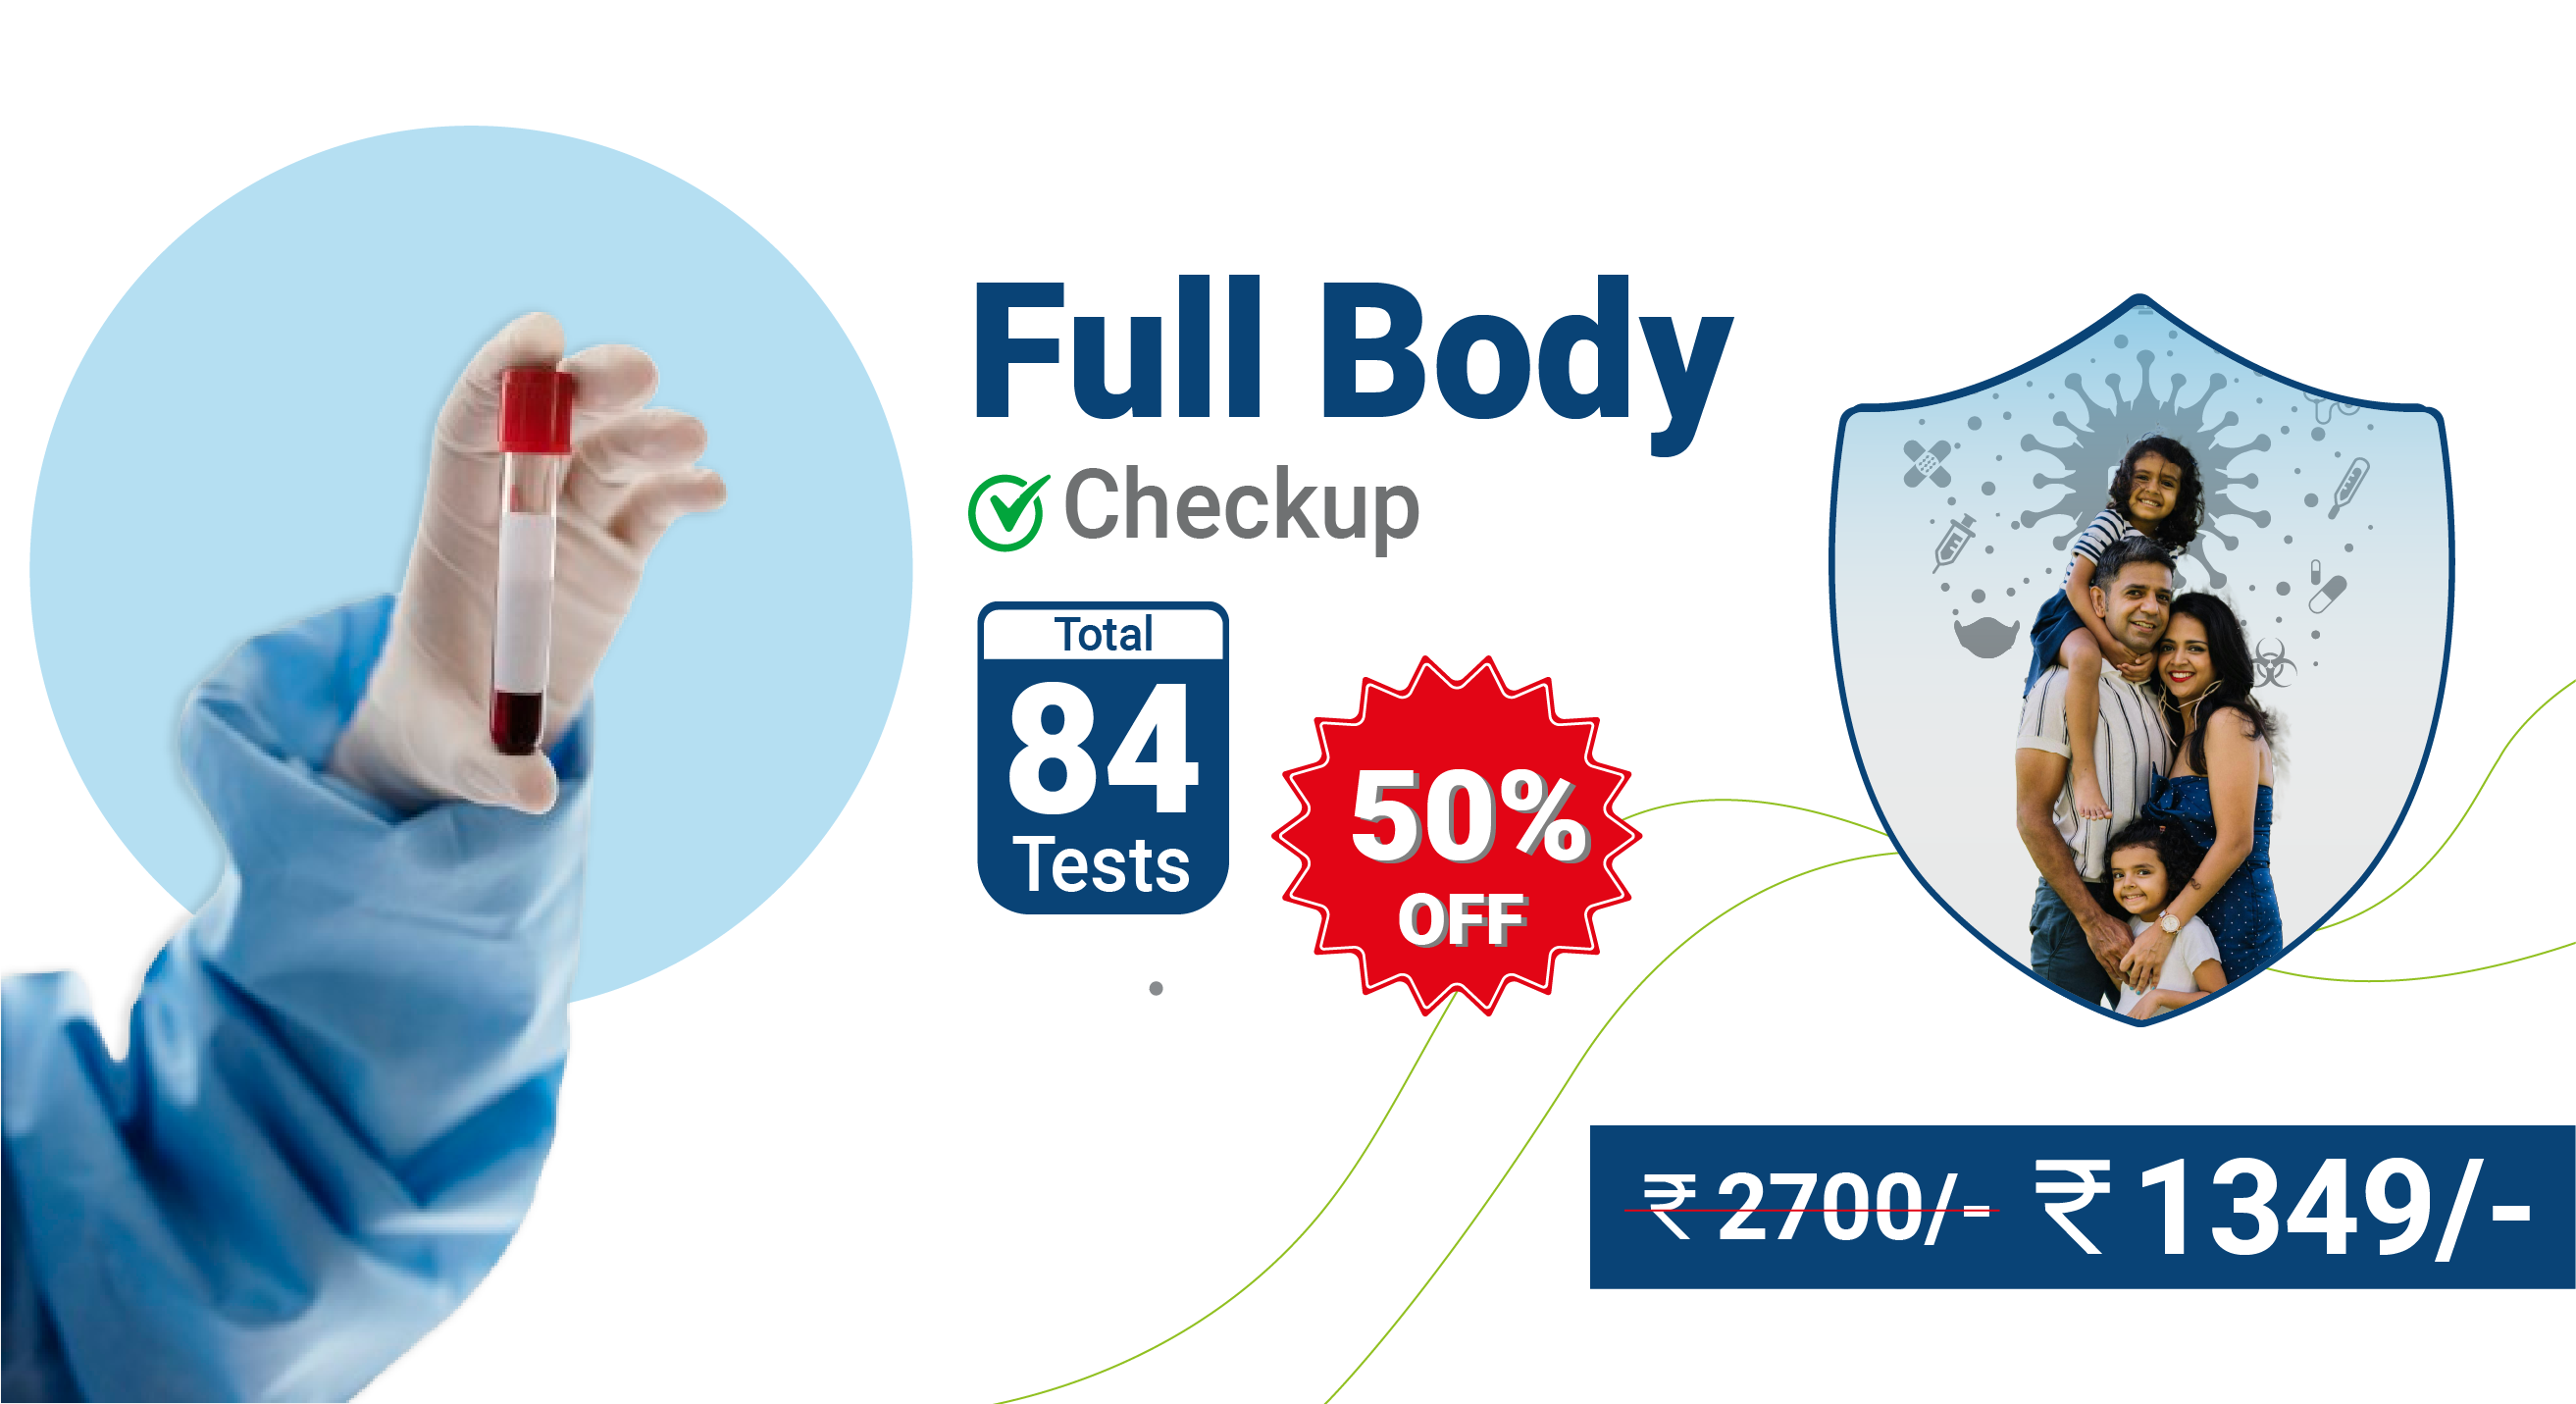 Full Body
Checkup
Total
84
Tests
50%
OFF
₹ 2700/- ₹ 1349/-